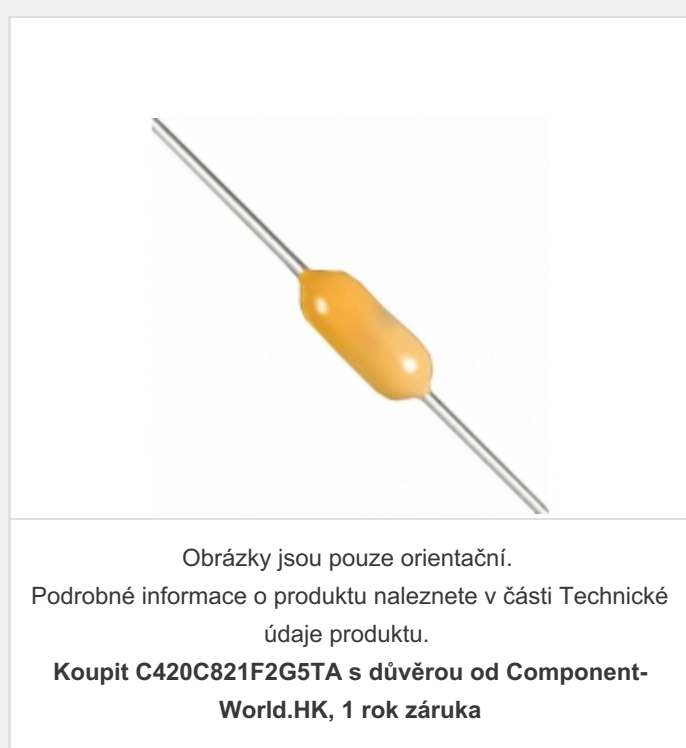 Obrázky jsou pouze orientační.
Podrobné informace o produktu naleznete v části Technické
údaje produktu.
Koupit C420C821F2G5TA s důvěrou od Component-
World.HK, 1 rok záruka